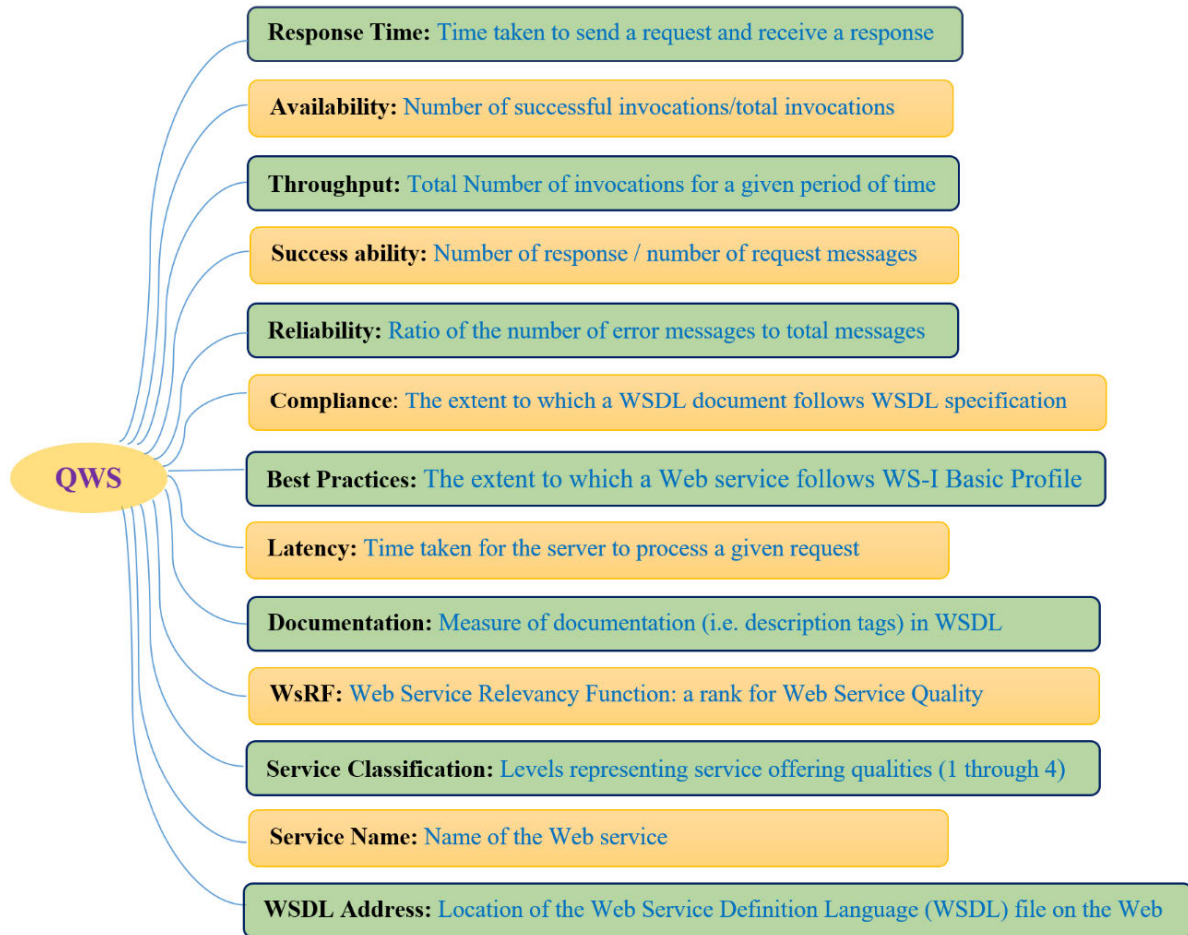 Response Time: Time taken to send a request and receive a response
Availability: Number of successful invocations/total invocations
Throughput: Total Number of invocations for a given period of time
Success ability: Number of response / number of request messages
Reliability: Ratio of the number of error messages to total messages
Compliance: The extent to which a WSDL document follows WSDL specification
QWS
Best Practices: The extent to which a Web service follows WS-I Basic Profile
Latency: Time taken for the server to process a given request
Documentation: Measure of documentation (i.e. description tags) in WSDL
WsRF: Web Service Relevancy Function: a rank for Web Service Quality
Service Classification: Levels representing service offering qualities (1 through 4)
Service Name: Name of the Web service
WSDL Address: Location of the Web Service Definition Language (WSDL) file on the Web